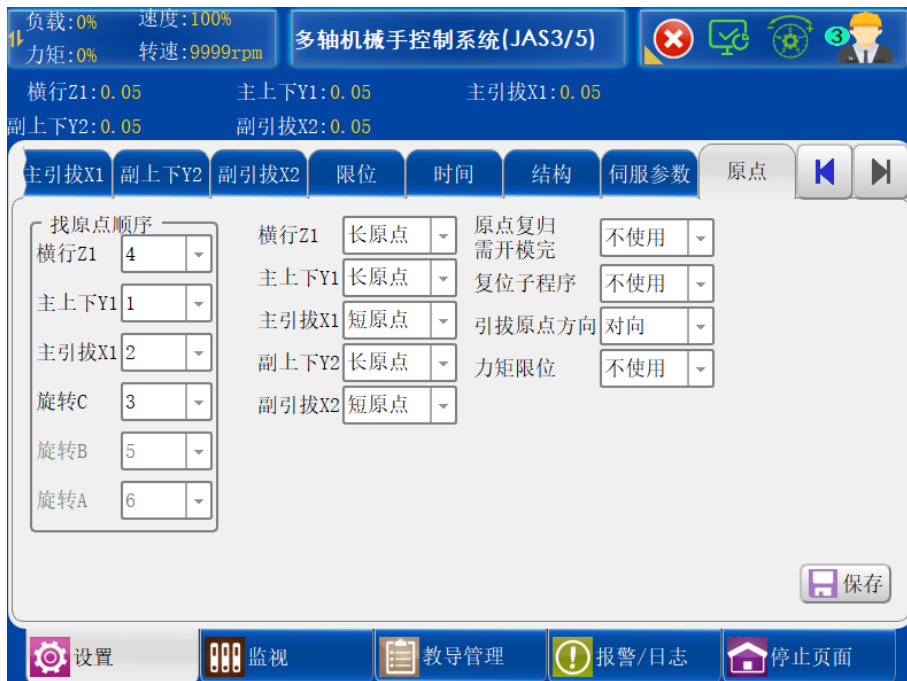 负载:0% 速度:100%
力矩:0% 转速:9999rpm
多轴机械手控制系统(JAS3/5)
3
横行Z1:0.05 主上下Y1:0.05 主引拔X1:0.05
副上下Y2:0.05 副引拔X2:0.05
主引拔X1 副上下Y2 副引拔X2 限位 时间 结构 伺服参数 原点
找原点顺序
横行Z1 4
主上下Y1 1
主引拔X1 2
旋转C 3
旋转B 5
旋转A 6
横行Z1 长原点
主上下Y1 长原点
主引拔X1 短原点
副上下Y2 长原点
副引拔X2 短原点
原点复归
需开模完 不使用
复位子程序 不使用
引拔原点方向 对向
力矩限位 不使用
保存
设置 监视 教导管理 报警/日志 停止页面